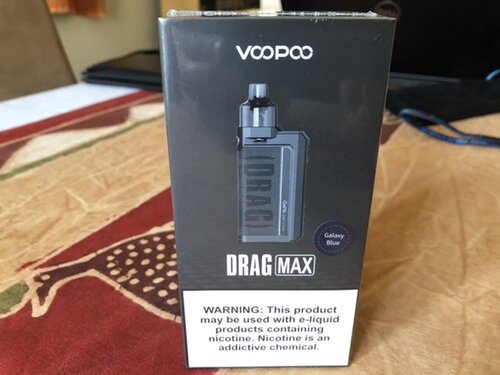 VOOPOO
DRAG
Galaxy
Blue
DRAG MAX
WARNING: This product
may be used with e-liquid
products containing
nicotine. Nicotine is an
addictive chemical.